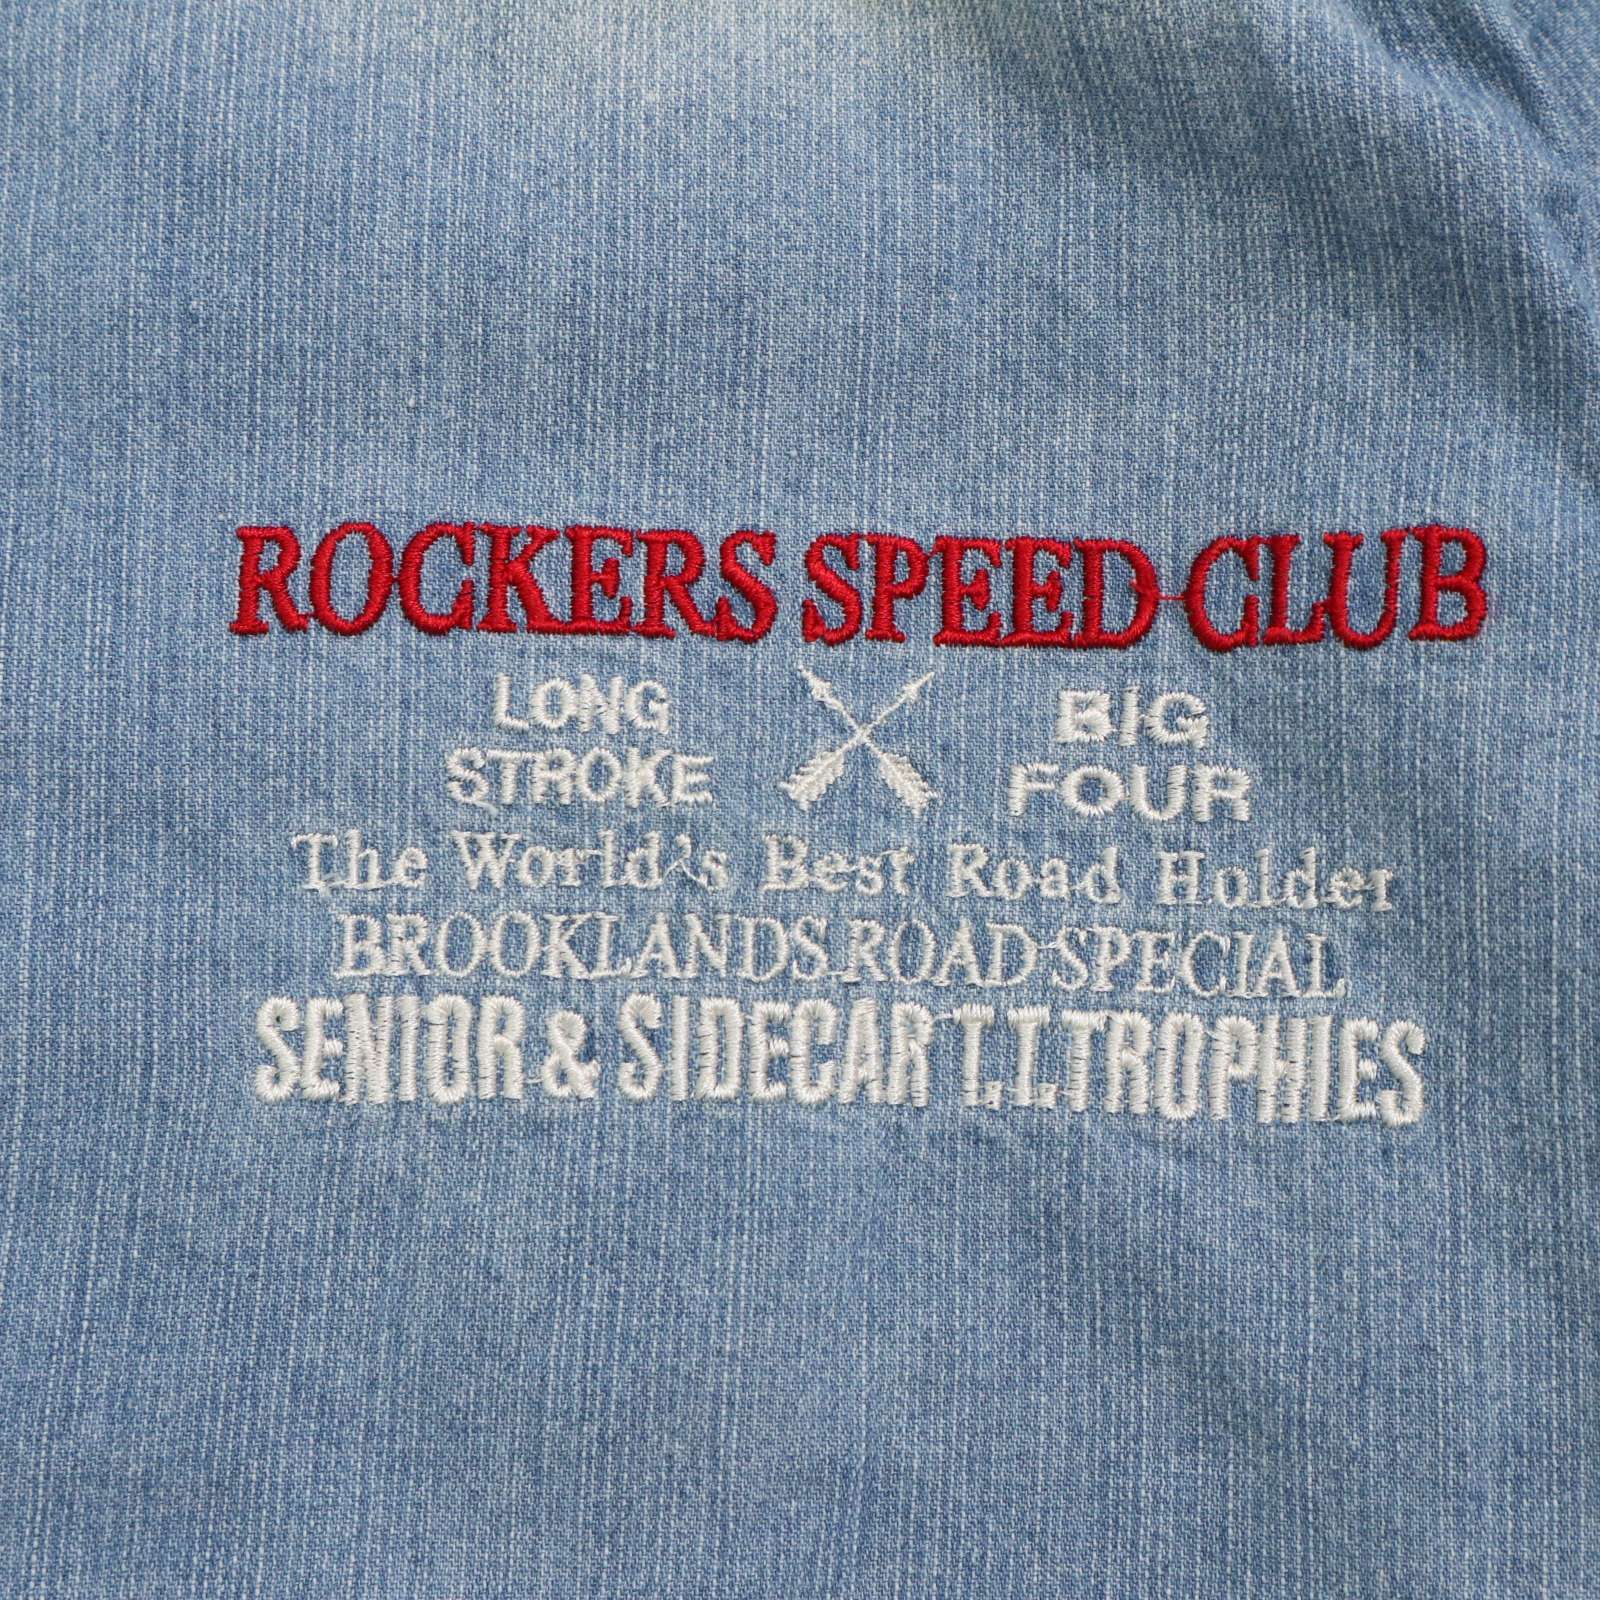 ROCKERS SPEED CLUB
LONG STROKE
BIG FOUR
The World's Best Road Holder
BROOKLANDS ROAD SPECIAL
SENIOR & SIDECAR T.T. TROPHIES